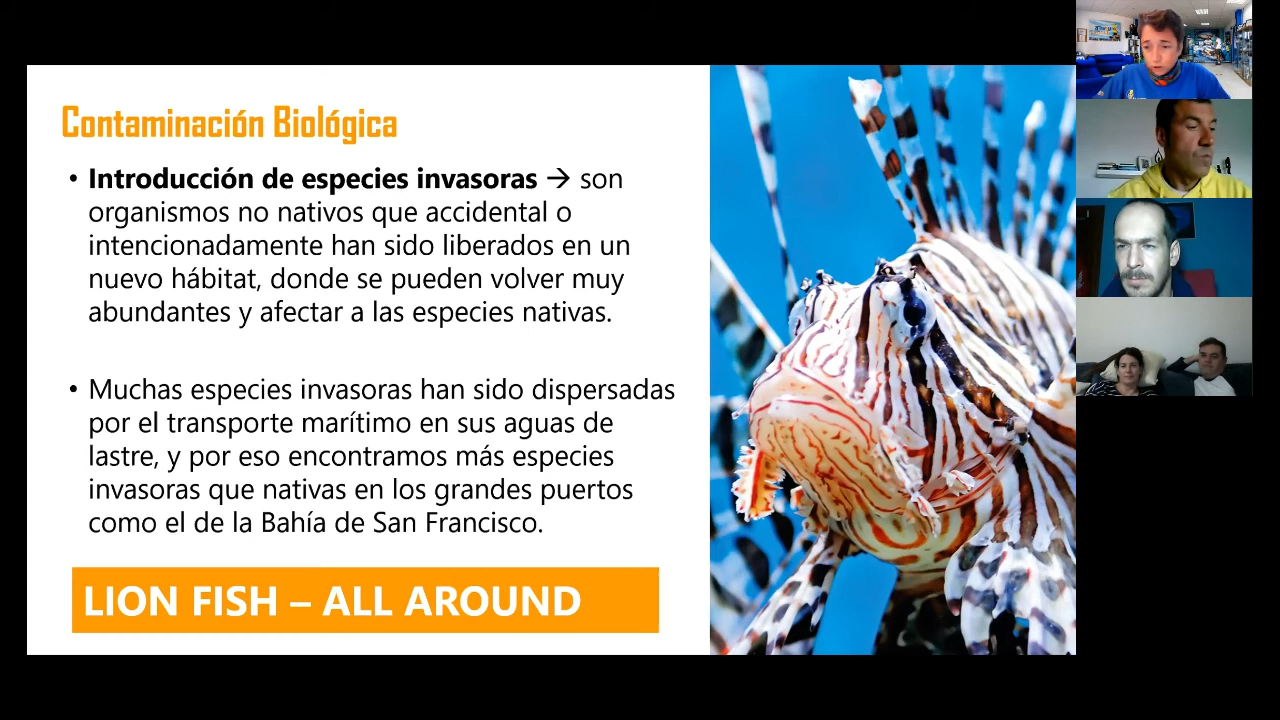 Contaminación Biológica
• Introducción de especies invasoras → son
organismos no nativos que accidental o
intencionadamente han sido liberados en un
nuevo hábitat, donde se pueden volver muy
abundantes y afectar a las especies nativas.
• Muchas especies invasoras han sido dispersadas
por el transporte marítimo en sus aguas de
lastre, y por eso encontramos más especies
invasoras que nativas en los grandes puertos
como el de la Bahía de San Francisco.
LION FISH – ALL AROUND